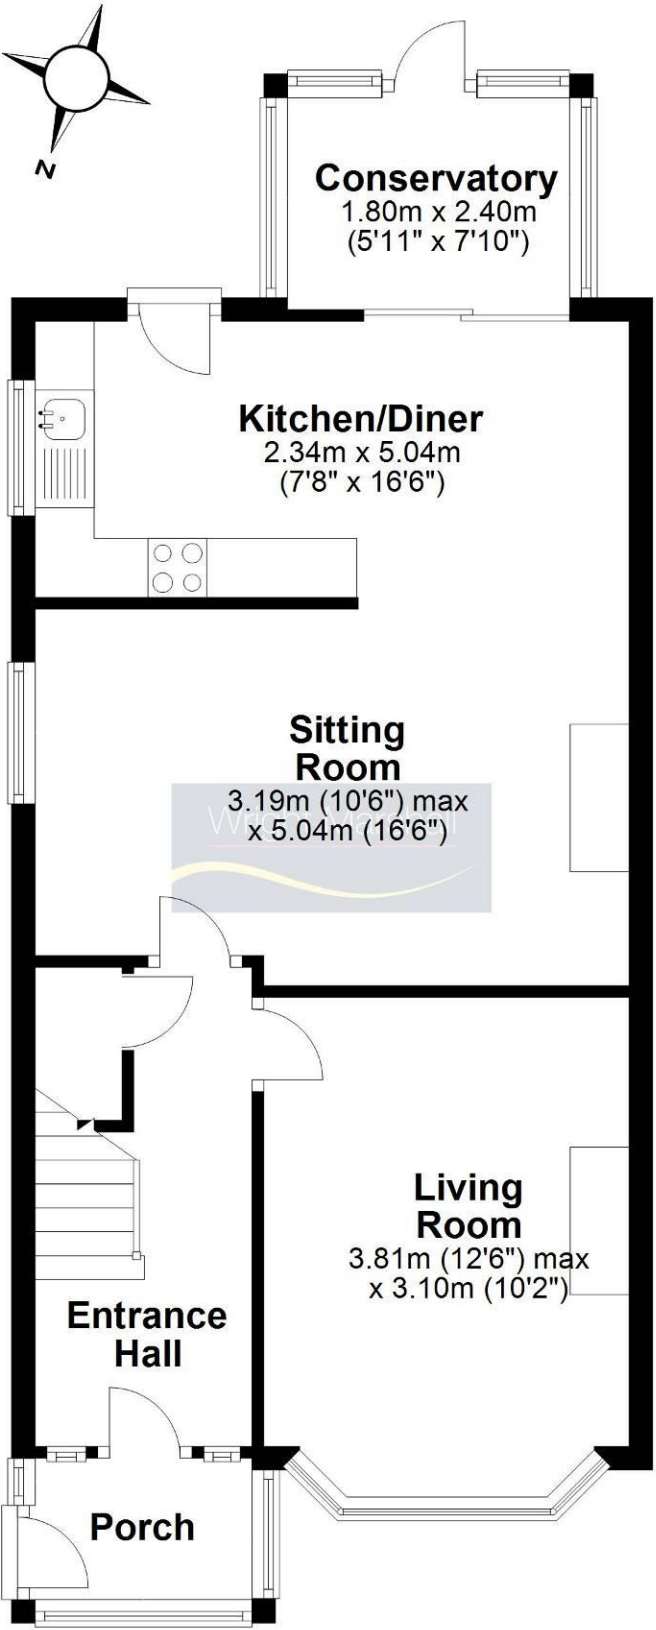 N
Conservatory
1.80m x 2.40m
(5'11" x 7'10")
Kitchen/Diner
2.34m x 5.04m
(7'8" x 16'6")
Sitting
Room
3.19m (10'6") max
x 5.04m (16'6")
Wright Marshall
Living
Room
3.81m (12'6") max
x 3.10m (10'2")
Entrance
Hall
Porch